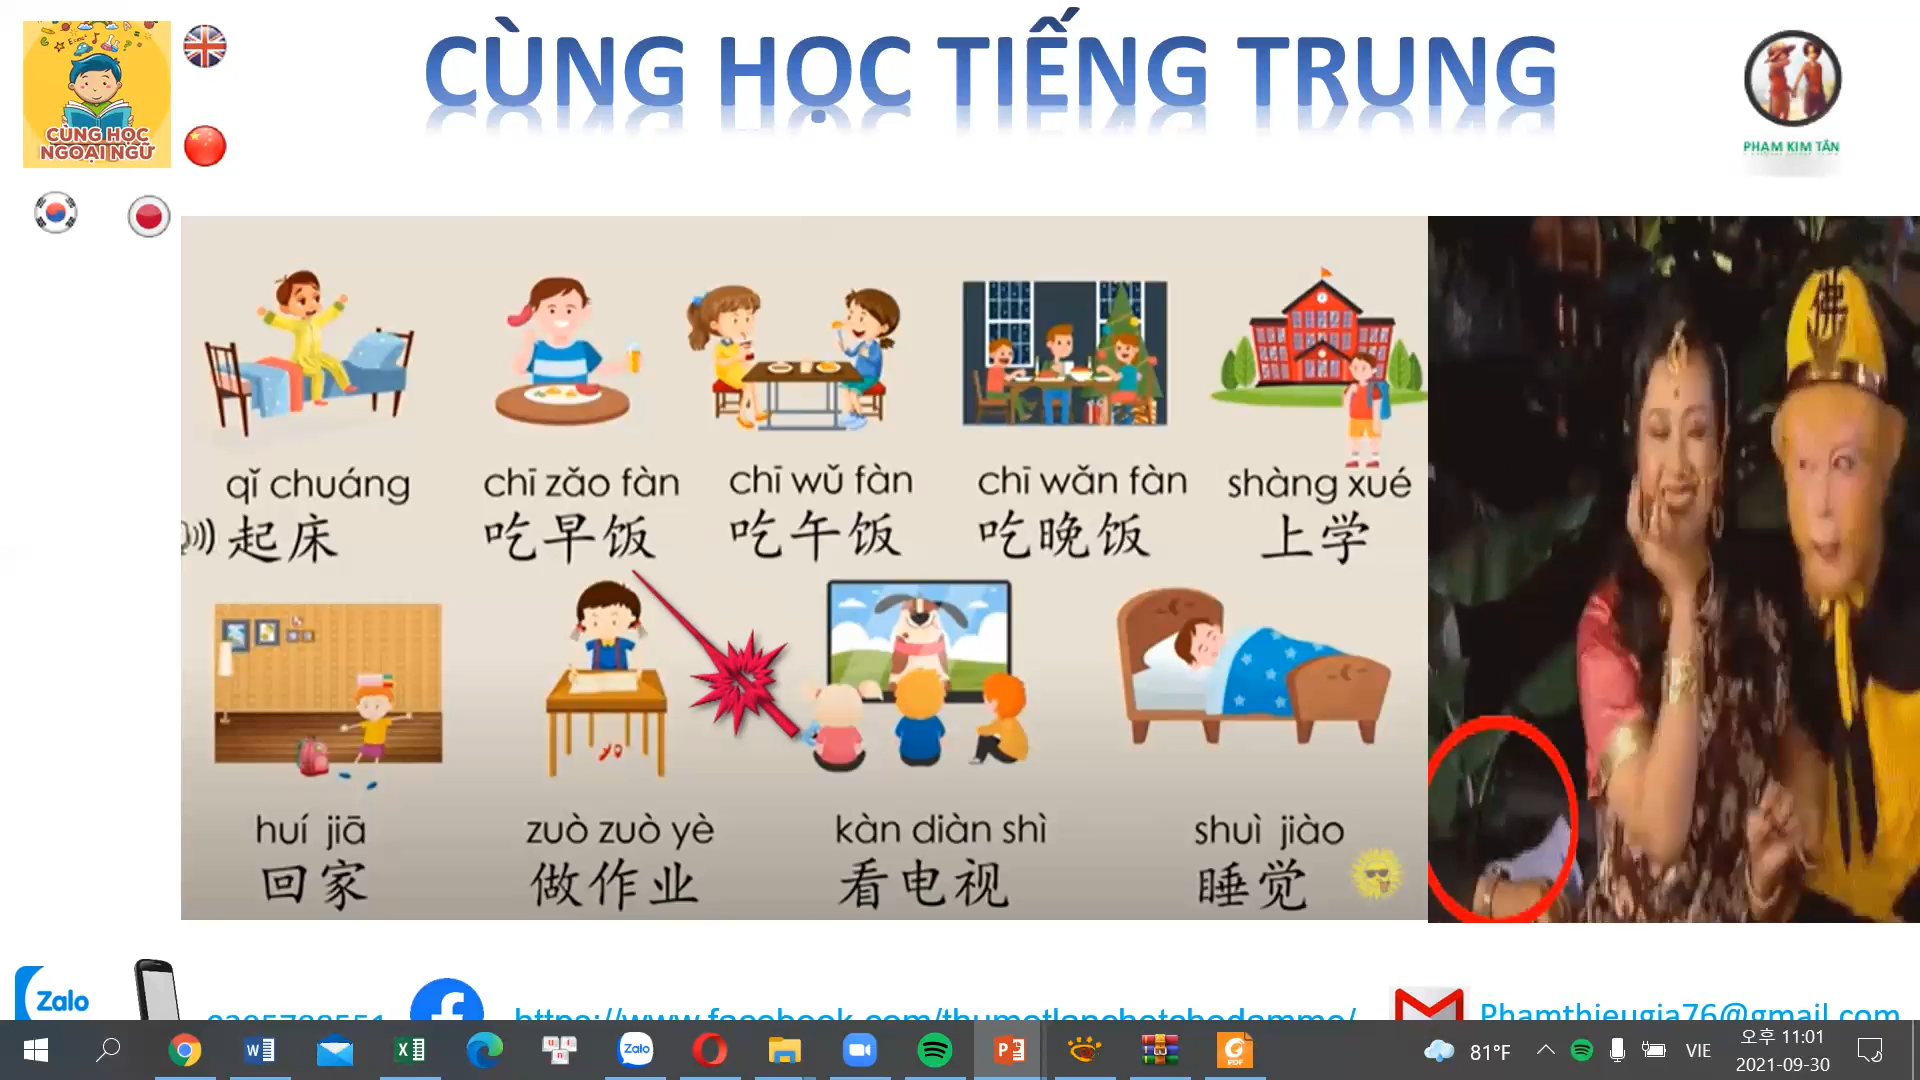 CÙNG HỌC TIẾNG TRUNG
CÙNG HỌC
NGOẠI NGỮ
PHẠM KIM TÂN
佛
qǐ chuáng
起床
chī zǎo fàn
吃早饭
chī wǔ fàn
吃午饭
chī wǎn fàn
吃晚饭
shàng xué
上学
huí jiā
回家
zuò zuò yè
做作业
kàn diàn shì
看电视
shuì jiào
睡觉
Zalo
Phamthieugia76@gmail.com
Zalo
81°F
VIE
오후 11:01
2021-09-30